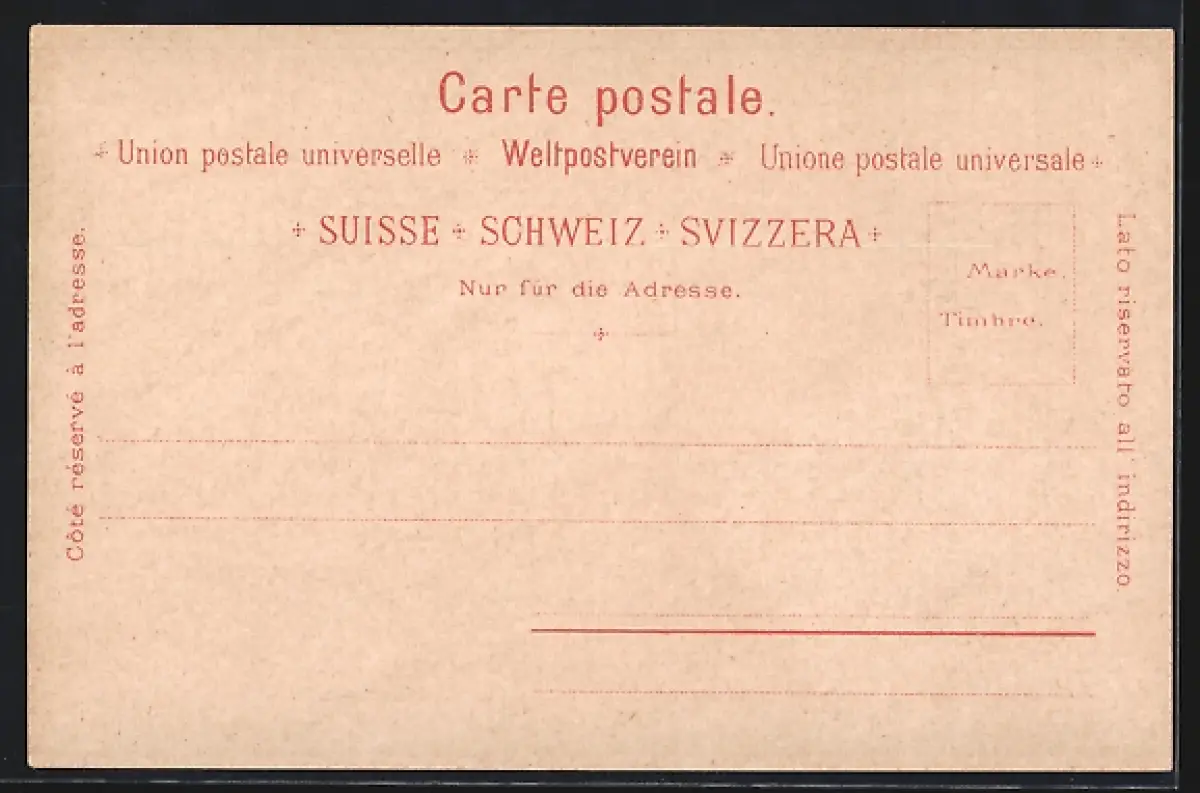 Carte postale.
Union postale universelle Weltpostverein Unione postale universale
SUISSE SCHWEIZ SVIZZERA
Nur für die Adresse.
Marke.
Timbre.
Côté réservé à l'adresse.
Lato riservato all' indirizzo.